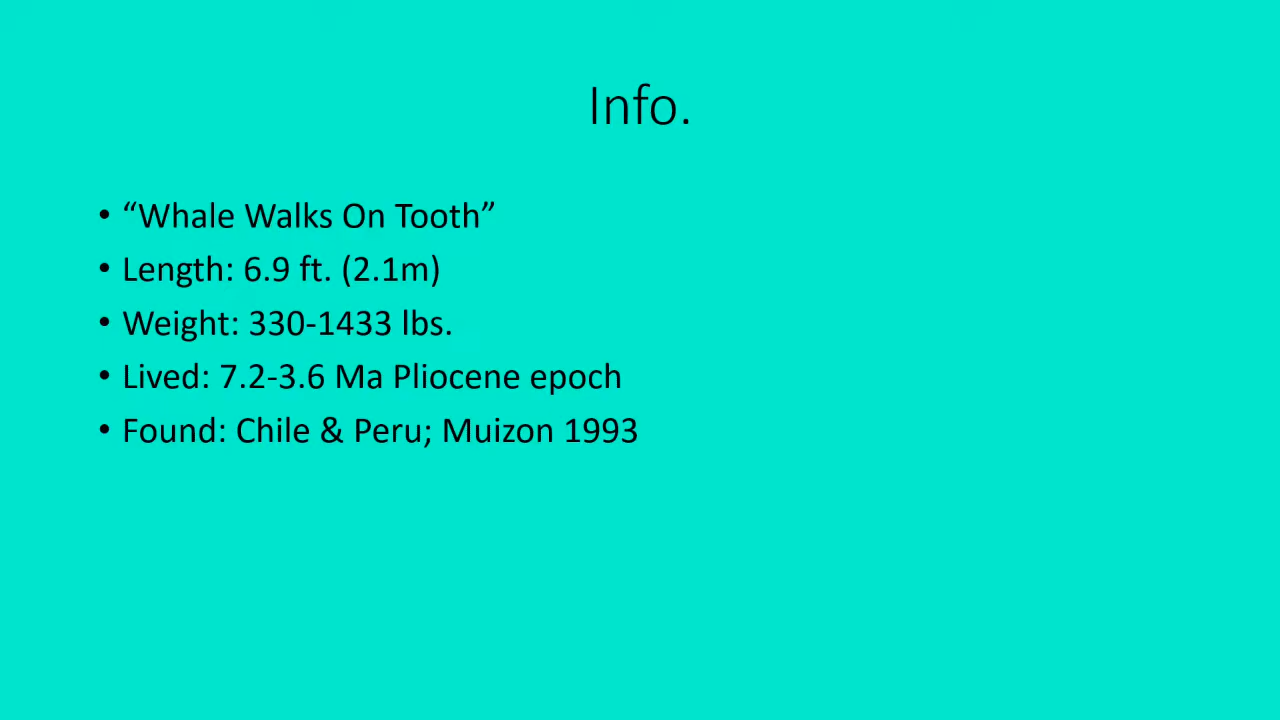 Info.
• “Whale Walks On Tooth”
• Length: 6.9 ft. (2.1m)
• Weight: 330-1433 lbs.
• Lived: 7.2-3.6 Ma Pliocene epoch
• Found: Chile & Peru; Muizon 1993